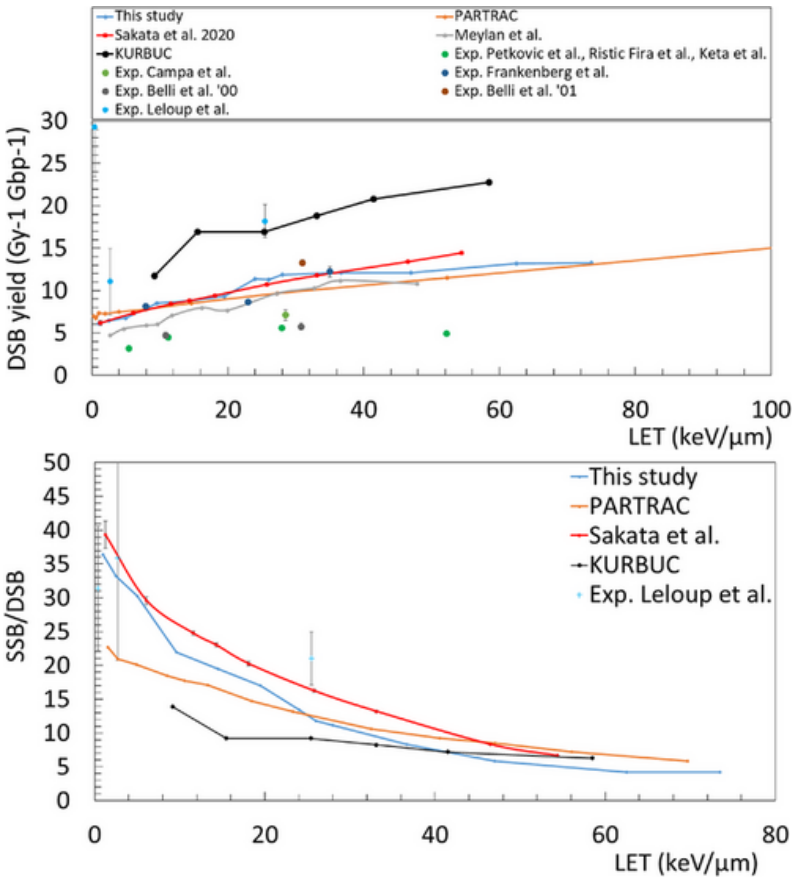 This study PARTRAC
Sakata et al. 2020 Meylan et al.
KURBUC Exp. Petkovic et al., Ristic Fira et al., Keta et al.
Exp. Campa et al. Exp. Frankenberg et al.
Exp. Belli et al. '00 Exp. Belli et al. '01
Exp. Leloup et al.
DSB yield (Gy-1 Gbp-1)
30
25
20
15
10
5
0
0 20 40 60 80 100
LET (keV/μm)
SSB/DSB
50
45
40
35
30
25
20
15
10
5
0
This study
PARTRAC
Sakata et al.
KURBUC
Exp. Leloup et al.
0 20 40 60 80
LET (keV/μm)